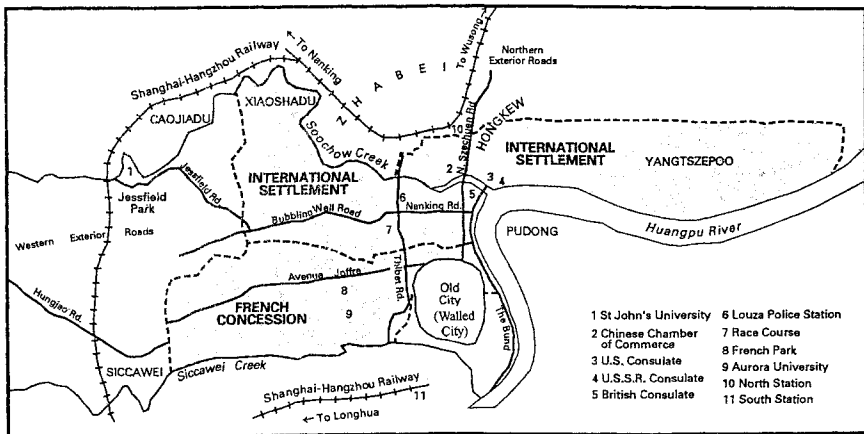 Shanghai-Hangzhou Railway
← To Nanking
ZHABEI
To Wusong →
Northern
Exterior Roads
CAOJIADU
XIAOSHADU
Soochow Creek
10
N. Szechuen Rd.
HONGKEW
INTERNATIONAL
SETTLEMENT
YANGTSZEPOO
1
Jessfield
Park
Jessfield Rd.
INTERNATIONAL
SETTLEMENT
2
3
4
5
6
Nanking Rd.
Bubbling Well Road
7
Western Exterior Roads
PUDONG
Huangpu River
Hungjao Rd.
Avenue Joffre
8
FRENCH
CONCESSION
9
Thibet Rd.
Old
City
(Walled
City)
The Bund
SICCAWEI
Siccawei Creek
Shanghai-Hangzhou Railway
11
← To Longhua
1 St John's University
2 Chinese Chamber
of Commerce
3 U.S. Consulate
4 U.S.S.R. Consulate
5 British Consulate
6 Louza Police Station
7 Race Course
8 French Park
9 Aurora University
10 North Station
11 South Station